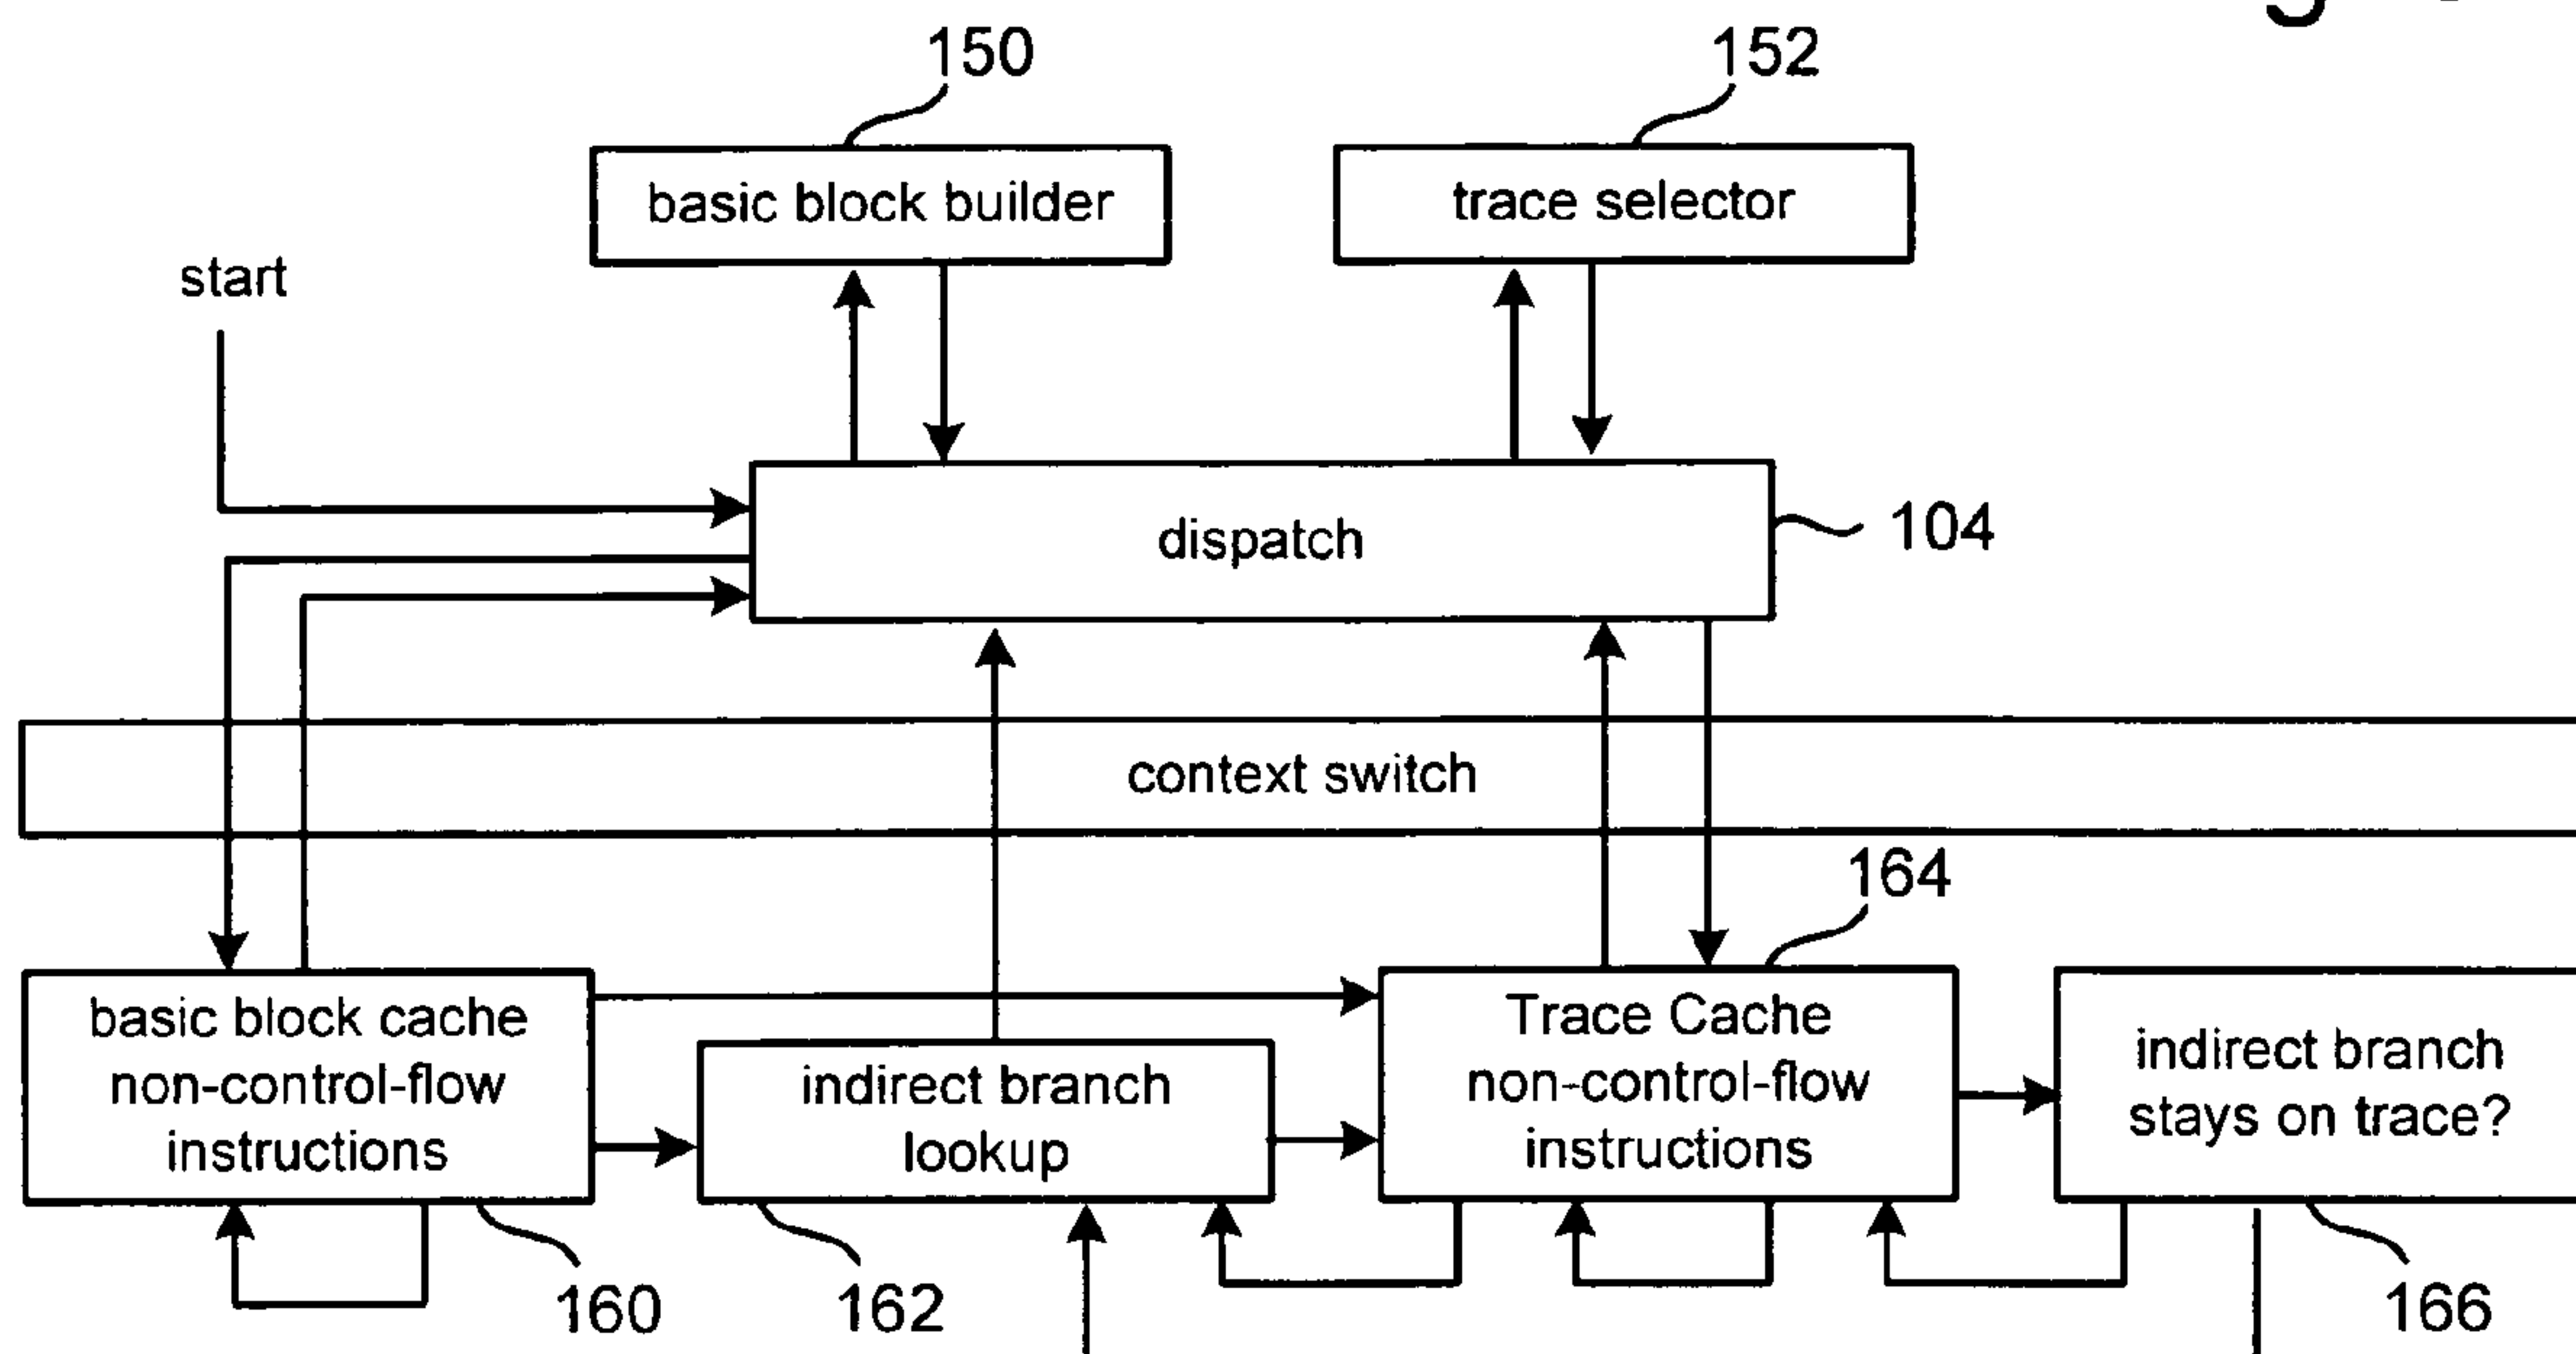 150
152
basic block builder
trace selector
start
dispatch
104
context switch
164
basic block cache
non-control-flow
instructions
indirect branch
lookup
Trace Cache
non-control-flow
instructions
indirect branch
stays on trace?
160
162
166